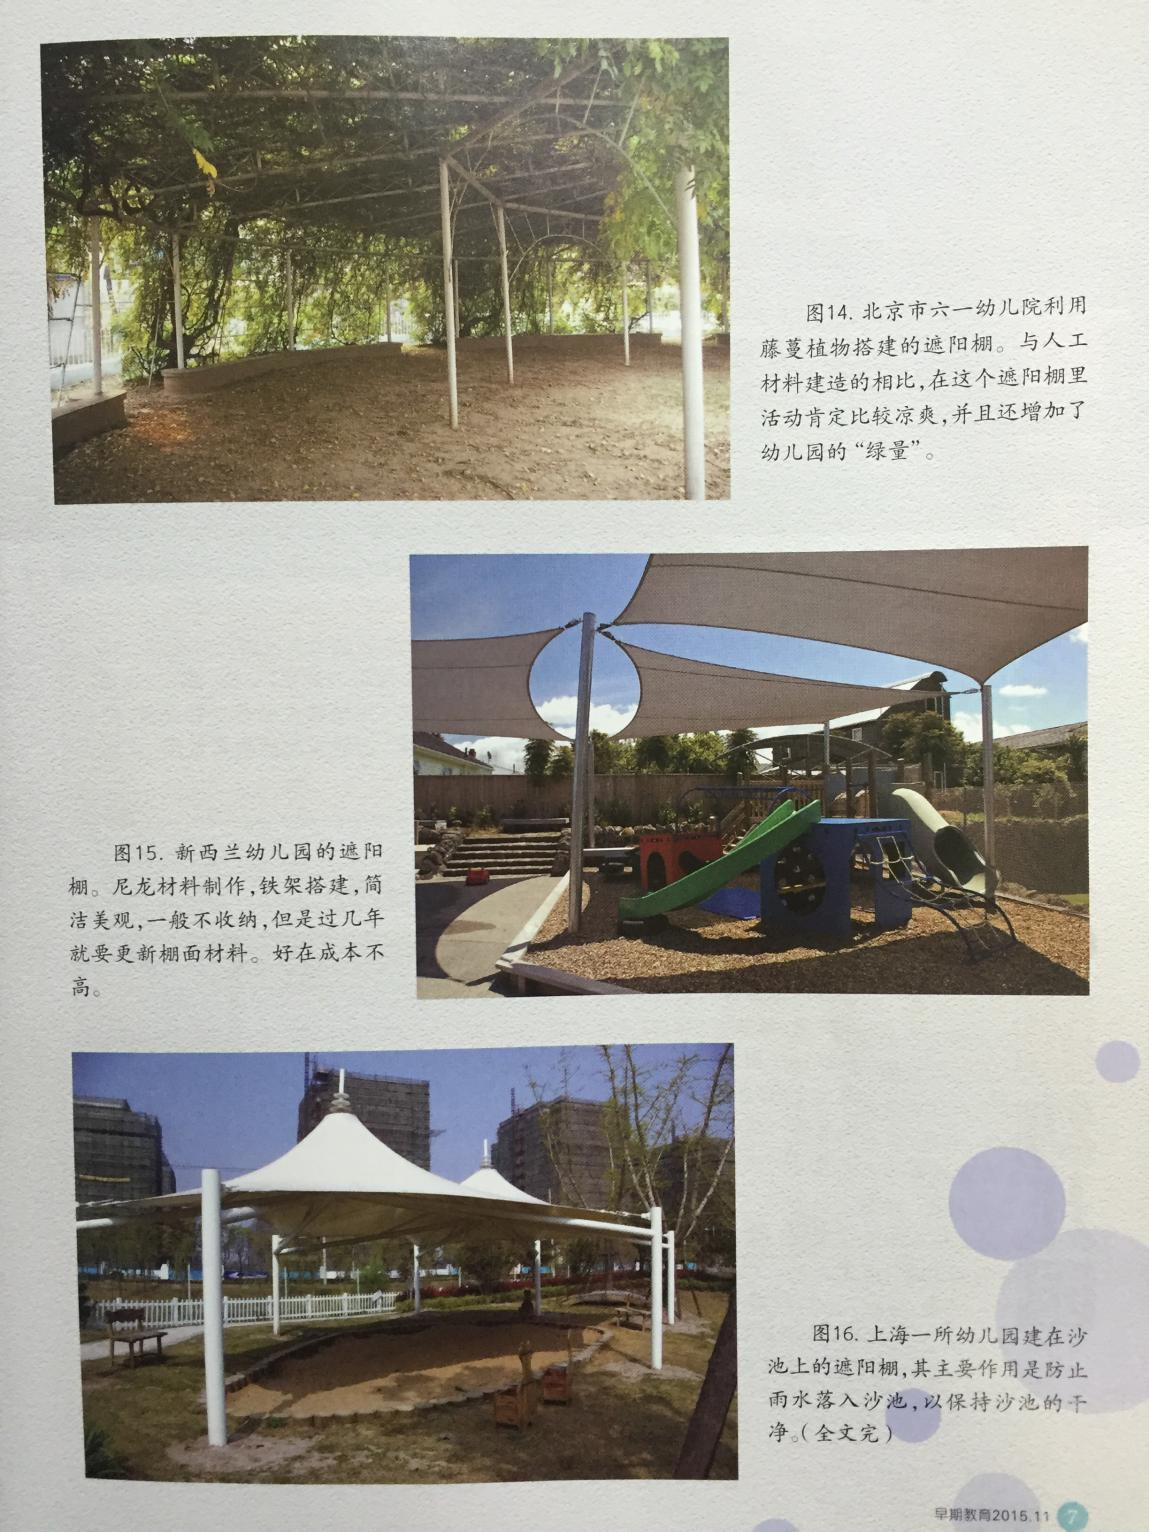 图14. 北京市六一幼儿院利用
藤蔓植物搭建的遮阳棚。与人工
材料建造的相比,在这个遮阳棚里
活动肯定比较凉爽,并且还增加了
幼儿园的“绿量”。
图15. 新西兰幼儿园的遮阳
棚。尼龙材料制作,铁架搭建,简
洁美观,一般不收纳,但是过几年
就要更新棚面材料。好在成本不
高。
图16. 上海一所幼儿园建在沙
池上的遮阳棚,其主要作用是防止
雨水落入沙池,以保持沙池的干
净。(全文完)
早期教育2015.11 7